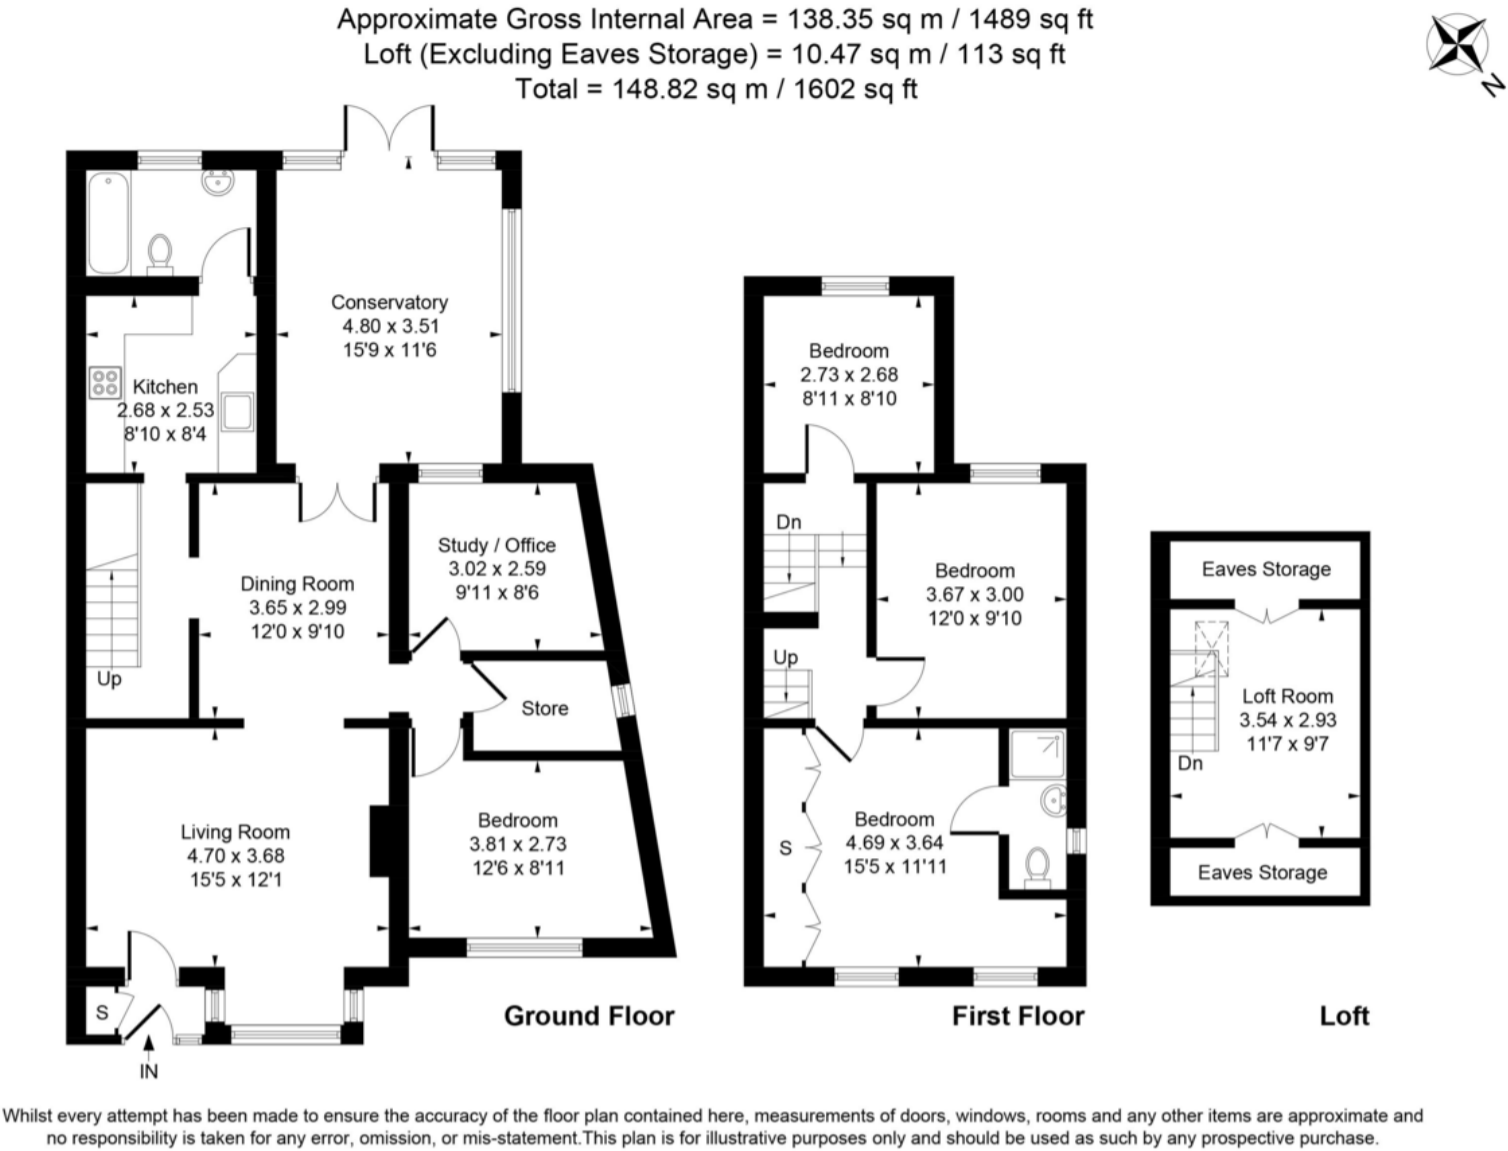 Approximate Gross Internal Area = 138.35 sq m / 1489 sq ft
Loft (Excluding Eaves Storage) = 10.47 sq m / 113 sq ft
Total = 148.82 sq m / 1602 sq ft
N
Conservatory
4.80 x 3.51
15'9 x 11'6
Kitchen
2.68 x 2.53
8'10 x 8'4
Study / Office
3.02 x 2.59
9'11 x 8'6
Dining Room
3.65 x 2.99
12'0 x 9'10
Up
Store
Living Room
4.70 x 3.68
15'5 x 12'1
Bedroom
3.81 x 2.73
12'6 x 8'11
S
IN
Ground Floor
Bedroom
2.73 x 2.68
8'11 x 8'10
Dn
Bedroom
3.67 x 3.00
12'0 x 9'10
Up
Bedroom
4.69 x 3.64
15'5 x 11'11
S
First Floor
Eaves Storage
Loft Room
3.54 x 2.93
11'7 x 9'7
Dn
Eaves Storage
Loft
Whilst every attempt has been made to ensure the accuracy of the floor plan contained here, measurements of doors, windows, rooms and any other items are approximate and
no responsibility is taken for any error, omission, or mis-statement.This plan is for illustrative purposes only and should be used as such by any prospective purchase.